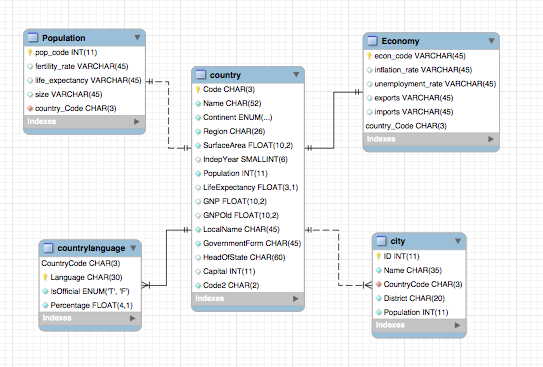 Population
pop_code INT(11)
fertility_rate VARCHAR(45)
life_expectancy VARCHAR(45)
size VARCHAR(45)
country_Code CHAR(3)
Indexes
country
Code CHAR(3)
Name CHAR(52)
Continent ENUM(...)
Region CHAR(26)
SurfaceArea FLOAT(10,2)
IndepYear SMALLINT(6)
Population INT(11)
LifeExpectancy FLOAT(3,1)
GNP FLOAT(10,2)
GNPOld FLOAT(10,2)
LocalName CHAR(45)
GovernmentForm CHAR(45)
HeadOfState CHAR(60)
Capital INT(11)
Code2 CHAR(2)
Indexes
Economy
econ_code VARCHAR(45)
inflation_rate VARCHAR(45)
unemployment_rate VARCHAR(45)
exports VARCHAR(45)
imports VARCHAR(45)
country_Code CHAR(3)
Indexes
countrylanguage
CountryCode CHAR(3)
Language CHAR(30)
IsOfficial ENUM('T', 'F')
Percentage FLOAT(4,1)
Indexes
city
ID INT(11)
Name CHAR(35)
CountryCode CHAR(3)
District CHAR(20)
Population INT(11)
Indexes